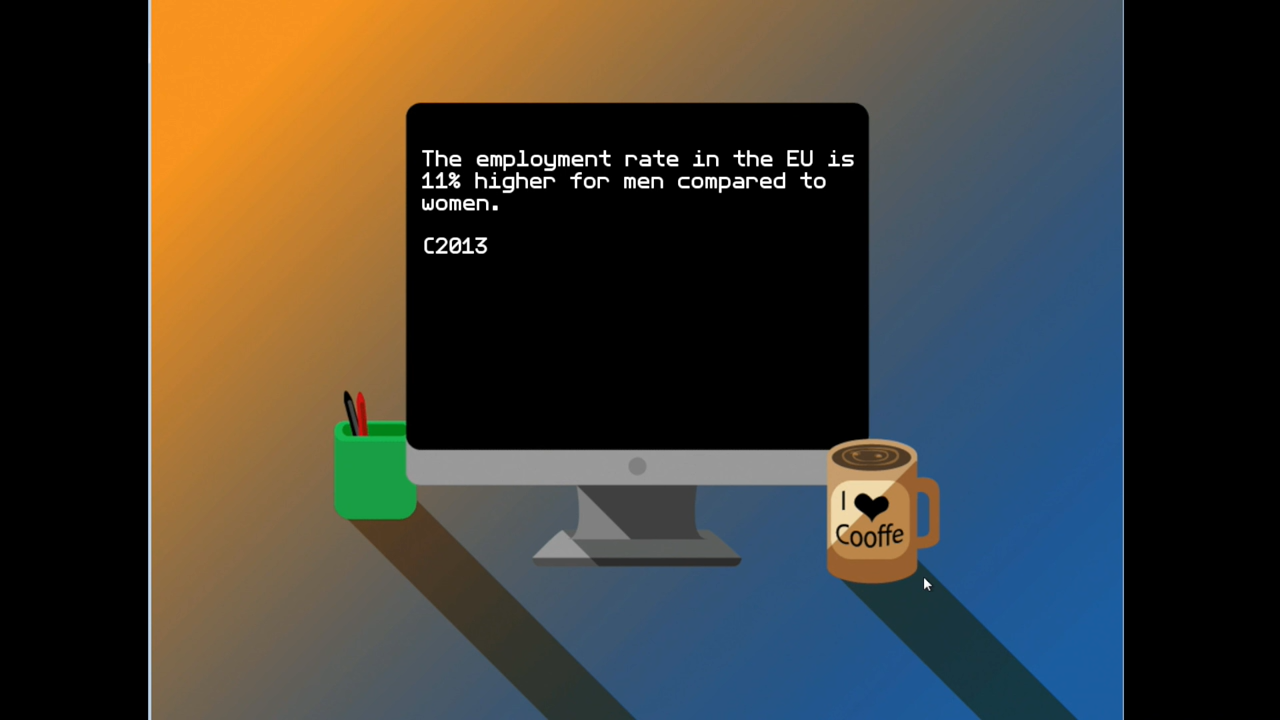 The employment rate in the EU is
11% higher for men compared to
women.
C2013
I
Cooffe